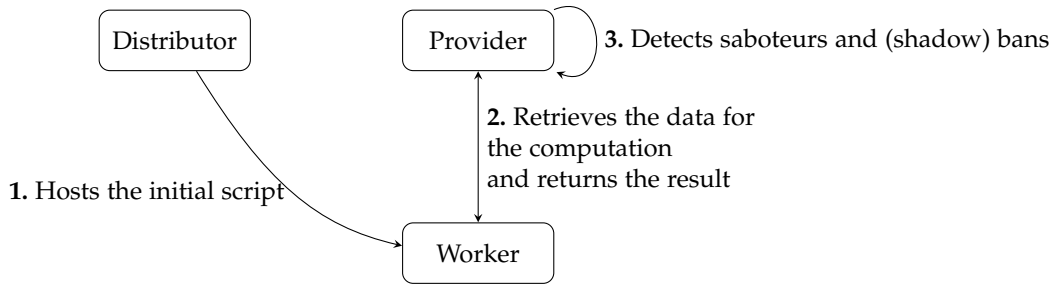 Distributor
Provider
3. Detects saboteurs and (shadow) bans
2. Retrieves the data for
the computation
and returns the result
1. Hosts the initial script
Worker